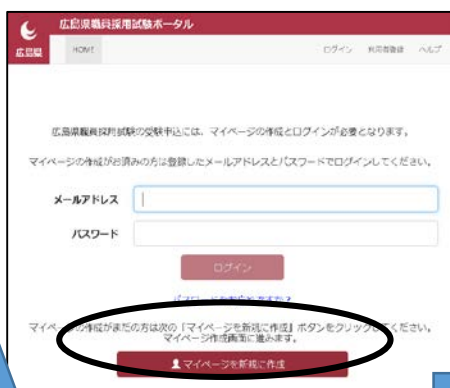 広島県職員採用試験ポータル
広島県
HOME
ログイン 利用者登録 ヘルプ
広島県職員採用試験の受験申込には、マイページの作成とログインが必要となります。
マイページの作成がお済みの方は登録したメールアドレスとパスワードでログインしてください。
メールアドレス
パスワード
ログイン
パスワードをお忘れですか？
マイページの作成がまだの方は次の「マイページを新規に作成」ボタンをクリックしてください。
マイページ作成画面に進みます。
マイページを新規に作成